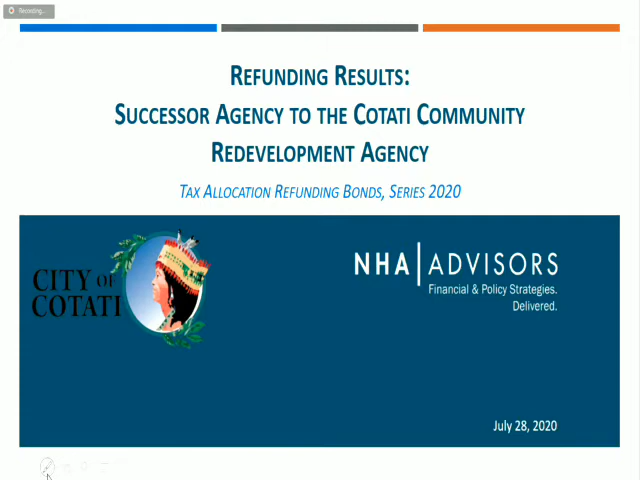 Recording...
REFUNDING RESULTS:
SUCCESSOR AGENCY TO THE COTATI COMMUNITY
REDEVELOPMENT AGENCY
TAX ALLOCATION REFUNDING BONDS, SERIES 2020
CITY OF
COTATI
NHA|ADVISORS
Financial & Policy Strategies.
Delivered.
July 28, 2020